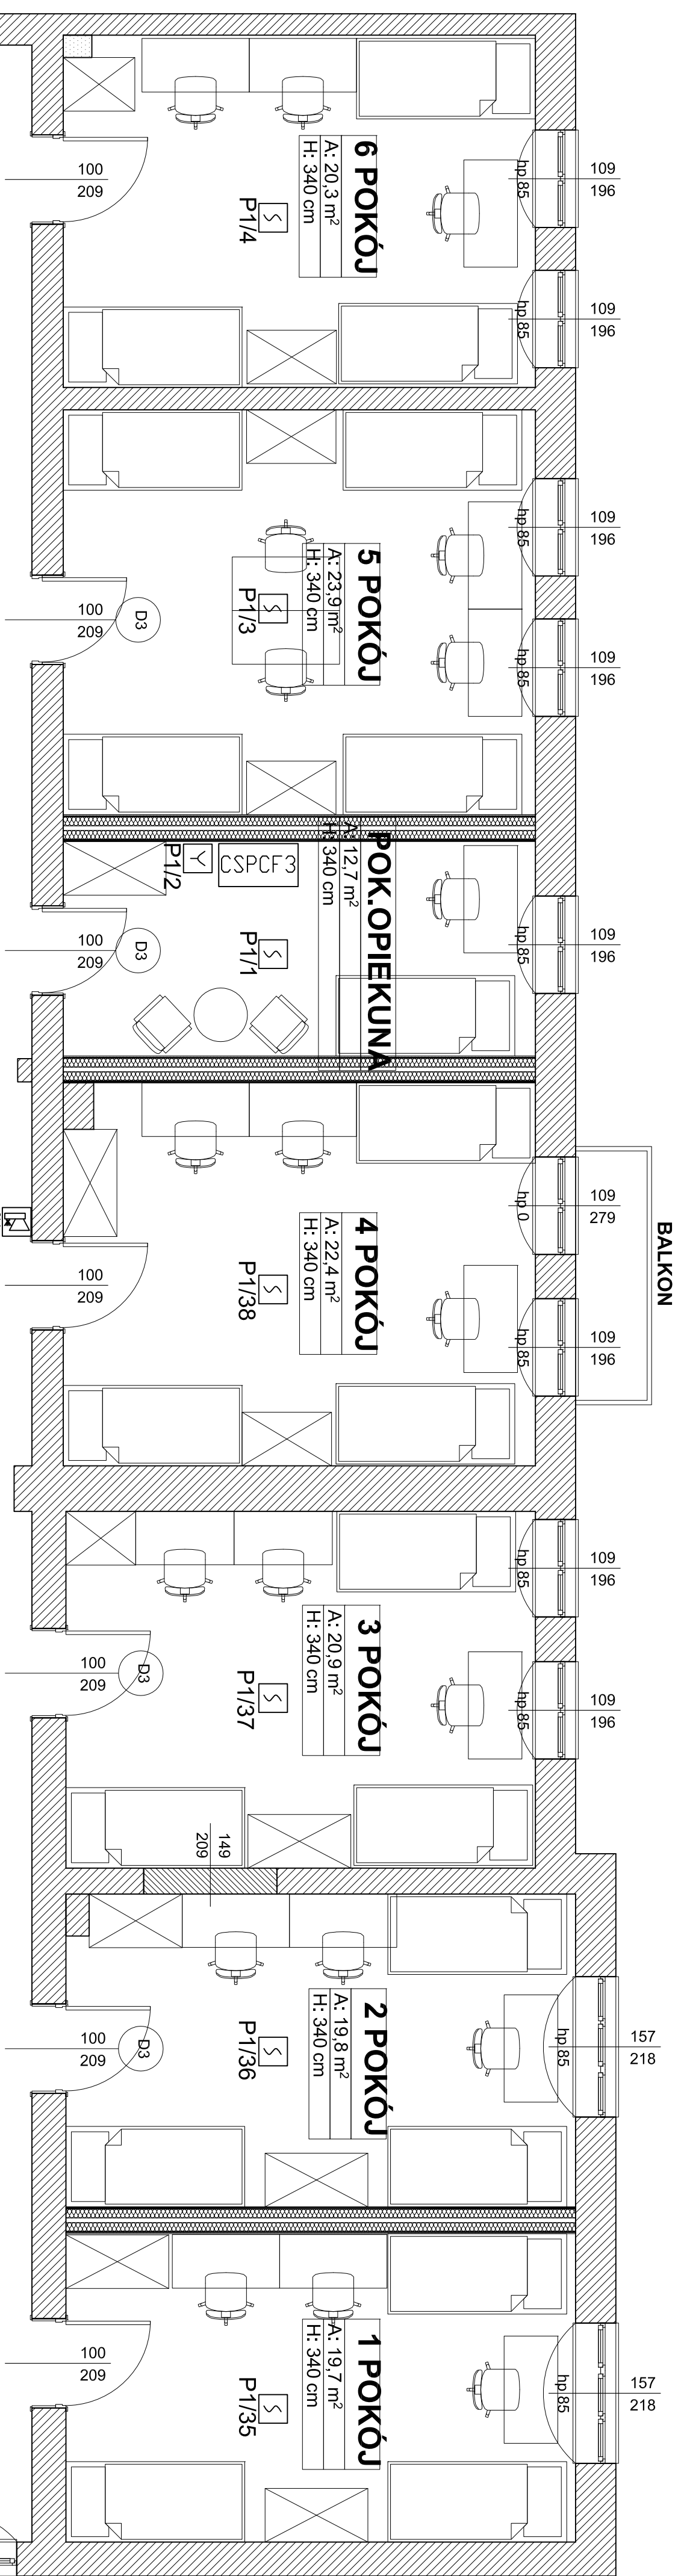 109
196
hp.85
109
196
hp.85
6 POKÓJ
A: 20,3 m²
H: 340 cm
P1/4
100
209
109
196
hp.85
109
196
hp.85
5 POKÓJ
A: 23,9 m²
H: 340 cm
P1/3
D3
100
209
POK.OPIEKUNA
A: 12,7 m²
H: 340 cm
109
196
hp.85
CSPCF3
Y
P1/2
P1/1
D3
100
209
BALKON
109
279
hp.0
109
196
hp.85
4 POKÓJ
A: 22,4 m²
H: 340 cm
P1/38
100
209
109
196
hp.85
109
196
hp.85
3 POKÓJ
A: 20,9 m²
H: 340 cm
P1/37
D3
100
209
149
209
157
218
hp.85
2 POKÓJ
A: 19,8 m²
H: 340 cm
P1/36
D3
100
209
157
218
hp.85
1 POKÓJ
A: 19,7 m²
H: 340 cm
P1/35
100
209